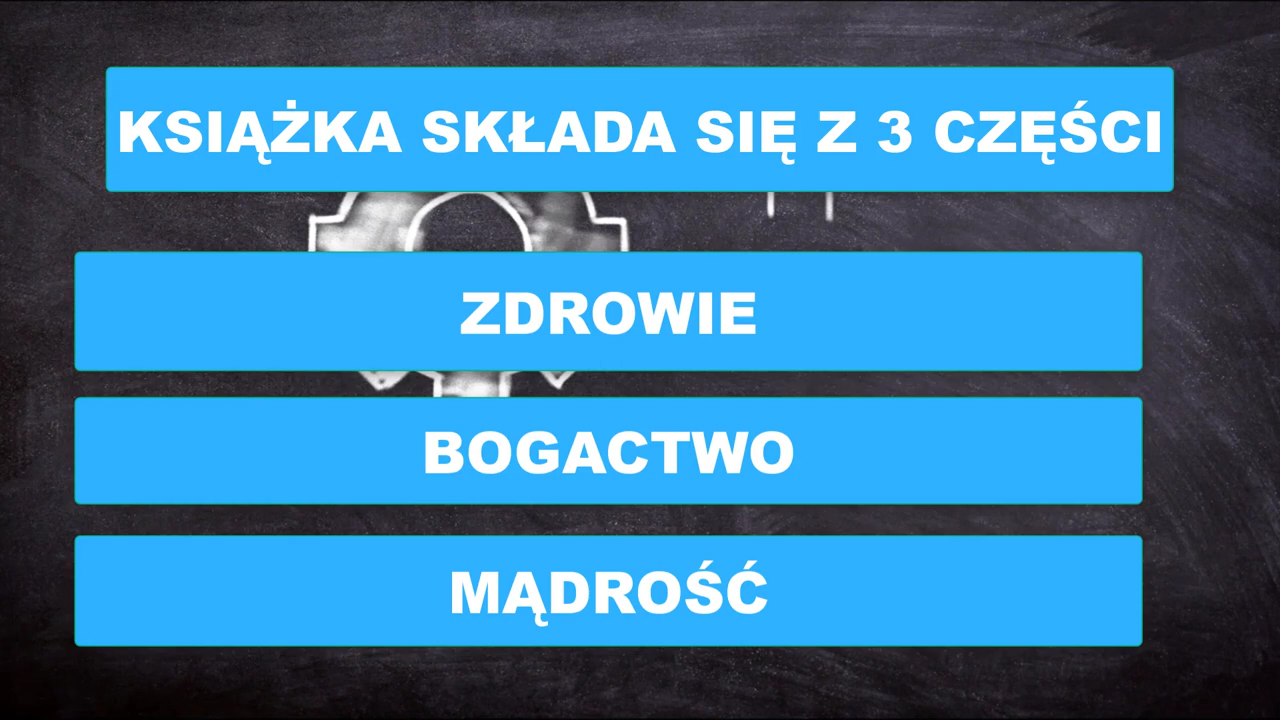 KSIĄŻKA SKŁADA SIĘ Z 3 CZĘŚCI
ZDROWIE
BOGACTWO
MĄDROŚĆ